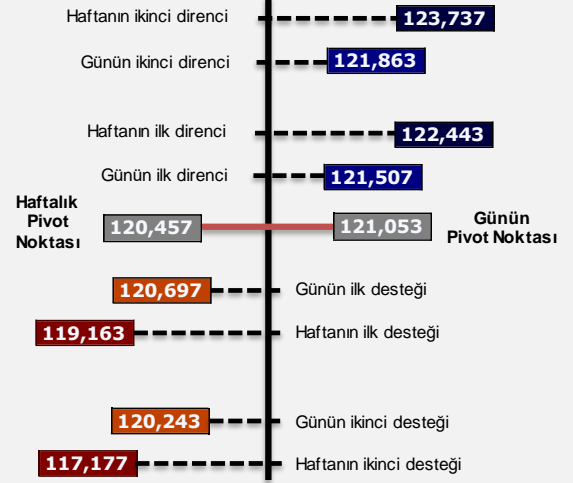 Haftanın ikinci direnci 123,737
Günün ikinci direnci 121,863
Haftanın ilk direnci 122,443
Günün ilk direnci 121,507
Haftalık
Pivot
Noktası
120,457
121,053
Günün
Pivot Noktası
120,697 Günün ilk desteği
119,163 Haftanın ilk desteği
120,243 Günün ikinci desteği
117,177 Haftanın ikinci desteği